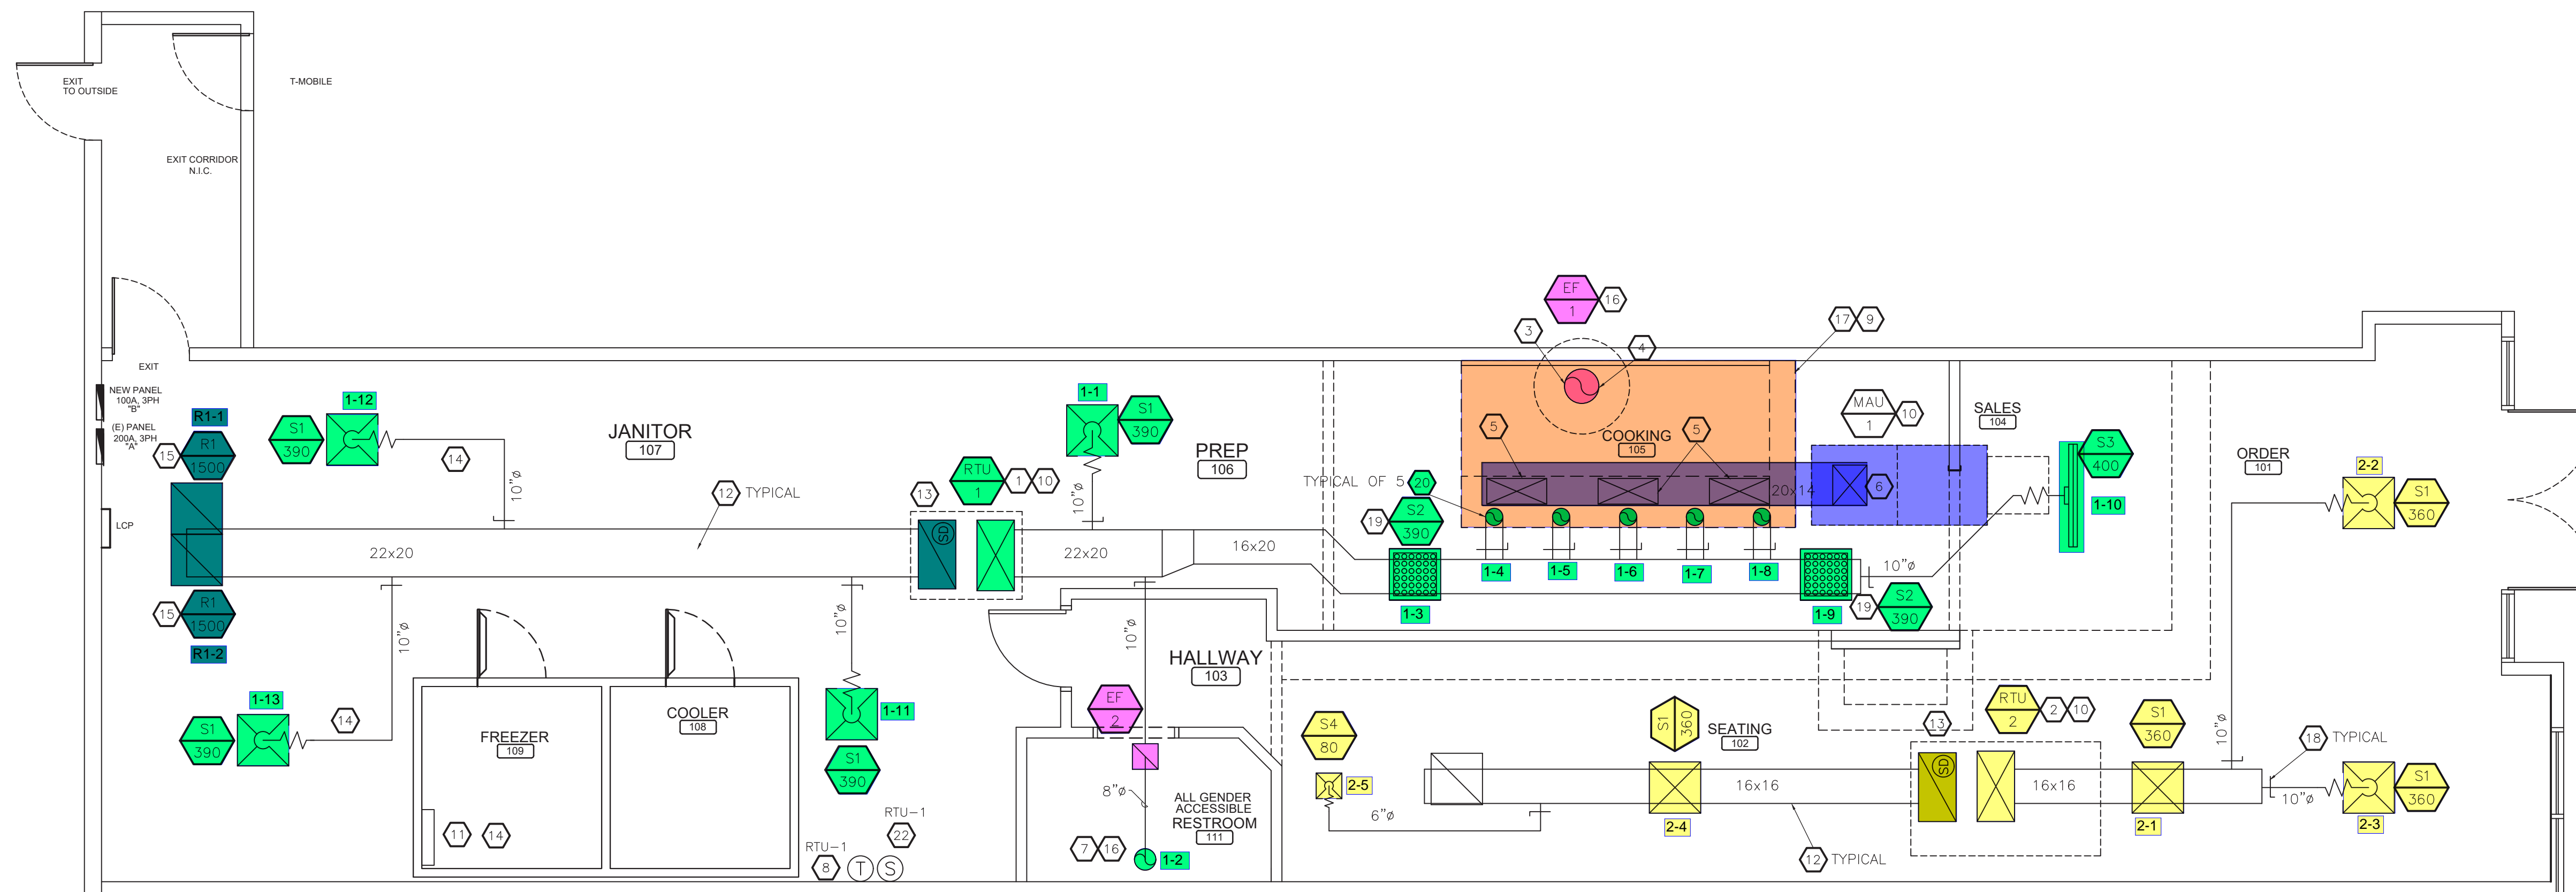 EXIT
TO OUTSIDE
T-MOBILE
EXIT CORRIDOR
N.I.C.
EXIT
NEW PANEL
100A, 3PH
"B"
(E) PANEL
200A, 3PH
"A"
LCP
R1-1
R1
1500
15
R1
1500
15
R1-2
1-12
S1
390
14
10"ø
JANITOR
107
12 TYPICAL
22x20
13
RTU
1
1
10
SD
22x20
1-1
S1
390
10"ø
PREP
106
16x20
EF
1
16
3
4
17
9
5
COOKING
105
5
TYPICAL OF 5
20
20x14
6
MAU
1
10
SALES
104
19
S2
390
1-3
1-4
1-5
1-6
1-7
1-8
1-9
19
S2
390
10"ø
S3
400
1-10
ORDER
101
2-2
S1
360
1-13
S1
390
14
10"ø
FREEZER
109
11
14
COOLER
108
10"ø
1-11
S1
390
RTU-1
22
RTU-1
8
T
S
10"ø
HALLWAY
103
EF
2
8"ø
ALL GENDER
ACCESSIBLE
RESTROOM
111
7
16
1-2
S4
80
2-5
6"ø
S1
360
2-4
SEATING
102
16x16
12 TYPICAL
13
SD
RTU
2
2
10
16x16
S1
360
2-1
10"ø
18 TYPICAL
10"ø
S1
360
2-3